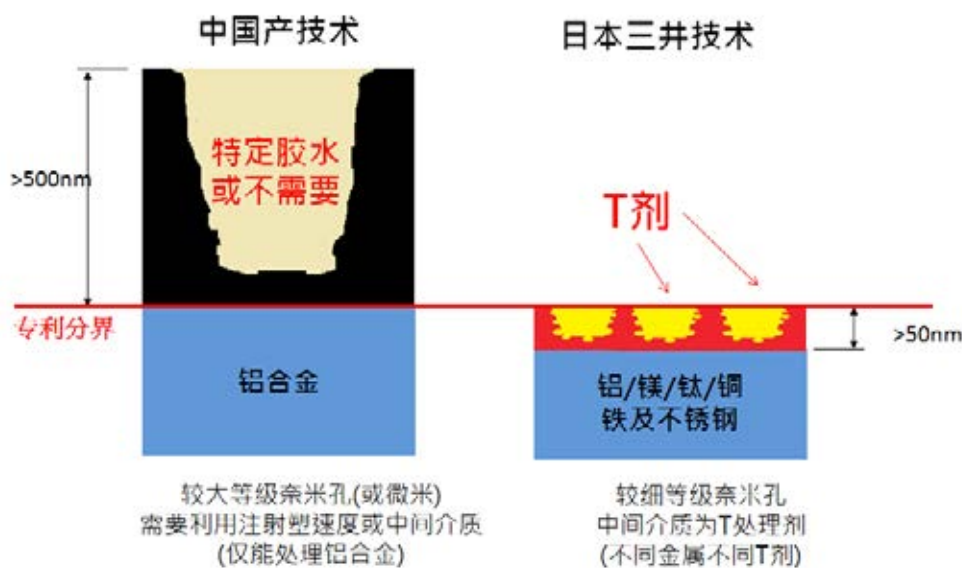 中国产技术
日本三井技术
>500nm
特定胶水
或不需要
T剂
专利分界
>50nm
铝合金
铝/镁/钛/铜
铁及不锈钢
较大等级奈米孔(或微米)
需要利用注射塑速度或中间介质
(仅能处理铝合金)
较细等级奈米孔
中间介质为T处理剂
(不同金属不同T剂)